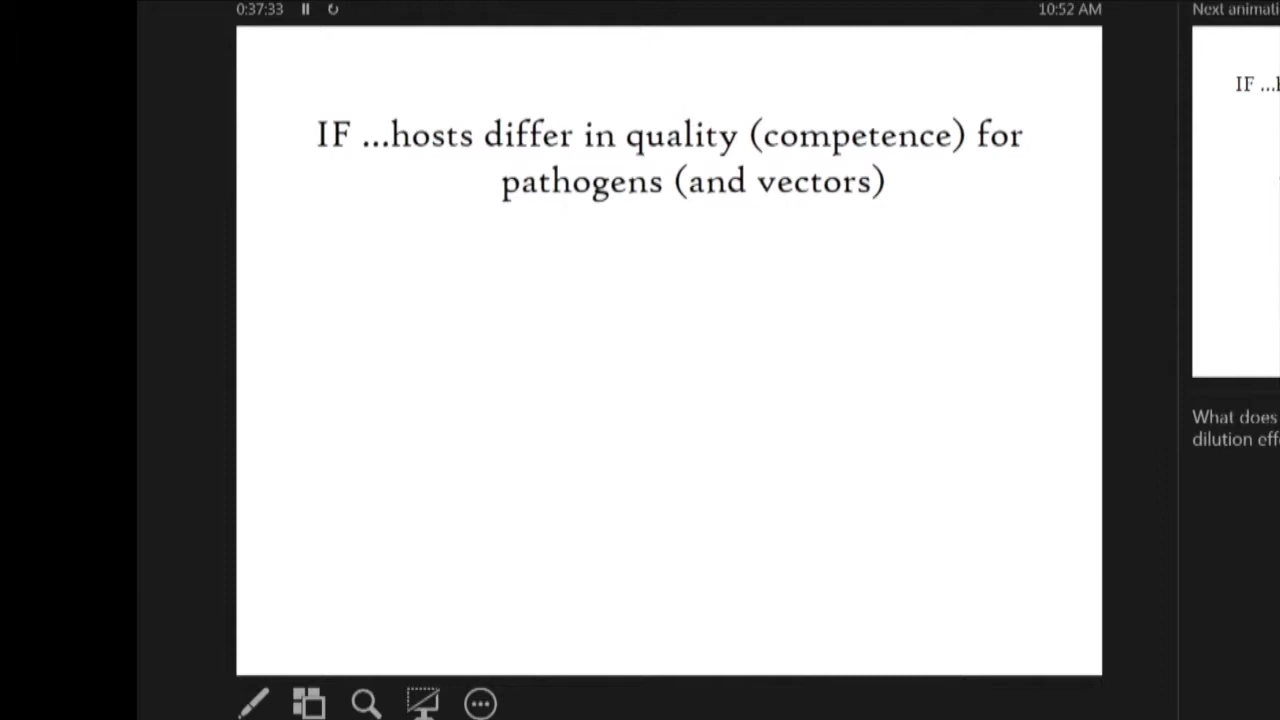 0:37:33
10:52 AM
Next animati
IF ...hosts differ in quality (competence) for
pathogens (and vectors)
IF ...
What does
dilution eff